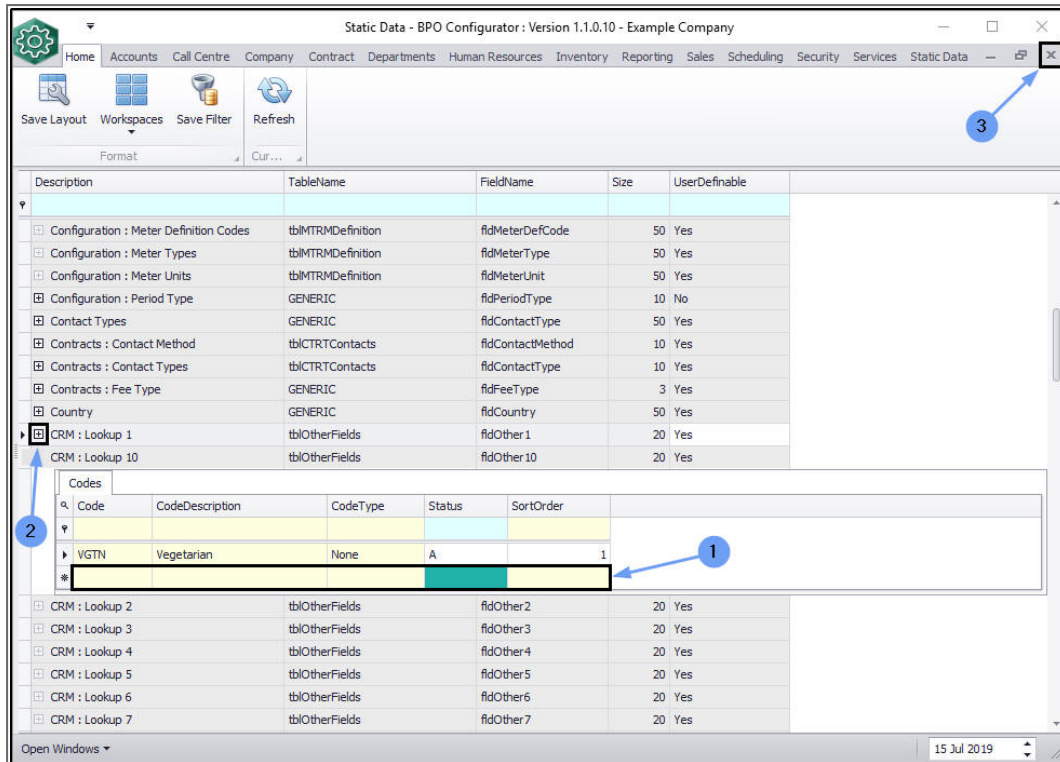 Static Data - BPO Configurator : Version 1.1.0.10 - Example Company
Home Accounts Call Centre Company Contract Departments Human Resources Inventory Reporting Sales Scheduling Security Services Static Data
Save Layout Workspaces Save Filter Refresh
3
Format Cur...
Description TableName FieldName Size UserDefinable
Configuration : Meter Definition Codes tblMTRMDefinition fldMeterDefCode 50 Yes
Configuration : Meter Types tblMTRMDefinition fldMeterType 50 Yes
Configuration : Meter Units tblMTRMDefinition fldMeterUnit 50 Yes
Configuration : Period Type GENERIC fldPeriodType 10 No
Contact Types GENERIC fldContactType 50 Yes
Contracts : Contact Method tblCTRTContacts fldContactMethod 10 Yes
Contracts : Contact Types tblCTRTContacts fldContactType 10 Yes
Contracts : Fee Type GENERIC fldFeeType 3 Yes
Country GENERIC fldCountry 50 Yes
CRM : Lookup 1 tblOtherFields fldOther1 20 Yes
CRM : Lookup 10 tblOtherFields fldOther10 20 Yes
Codes
Code CodeDescription CodeType Status SortOrder
2
VGTN Vegetarian None A 1
1
CRM : Lookup 2 tblOtherFields fldOther2 20 Yes
CRM : Lookup 3 tblOtherFields fldOther3 20 Yes
CRM : Lookup 4 tblOtherFields fldOther4 20 Yes
CRM : Lookup 5 tblOtherFields fldOther5 20 Yes
CRM : Lookup 6 tblOtherFields fldOther6 20 Yes
CRM : Lookup 7 tblOtherFields fldOther7 20 Yes
Open Windows 15 Jul 2019